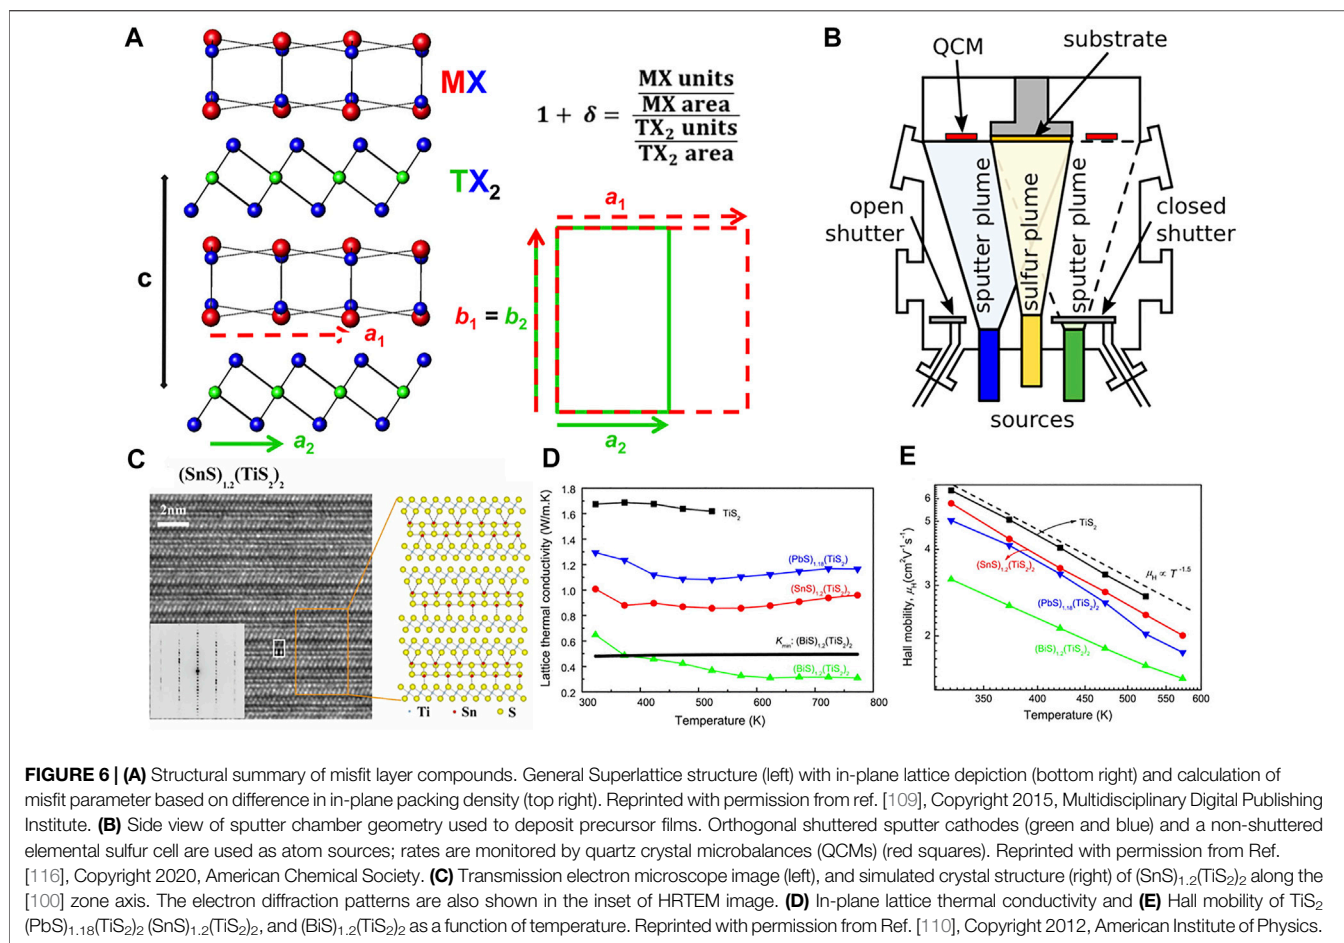 A
MX
1 + δ =
MX units
MX area
TX2 units
TX2 area
TX2
c
a1
a2
a1
b1 = b2
a2
B
QCM
substrate
open
shutter
sputter plume
sulfur plume
sputter plume
closed
shutter
sources
C
(SnS)1.2(TiS2)2
2nm
Ti
Sn
S
D
Lattice thermal conductivity (W/m.K)
1.8
1.6
1.4
1.2
1.0
0.8
0.6
0.4
0.2
TiS2
(PbS)1.18(TiS2)2
(SnS)1.2(TiS2)2
Kmin: (BiS)1.2(TiS2)2
(BiS)1.2(TiS2)2
300 400 500 600 700 800
Temperature (K)
E
Hall mobility, μH(cm2V-1s-1)
6
5
4
3
2
TiS2
μH ∝ T-1.5
(SnS)1.2(TiS2)2
(PbS)1.18(TiS2)2
(BiS)1.2(TiS2)2
350 400 450 500 550 600
Temperature (K)
FIGURE 6 | (A) Structural summary of misfit layer compounds. General Superlattice structure (left) with in-plane lattice depiction (bottom right) and calculation of
misfit parameter based on difference in in-plane packing density (top right). Reprinted with permission from ref. [109], Copyright 2015, Multidisciplinary Digital Publishing
Institute. (B) Side view of sputter chamber geometry used to deposit precursor films. Orthogonal shuttered sputter cathodes (green and blue) and a non-shuttered
elemental sulfur cell are used as atom sources; rates are monitored by quartz crystal microbalances (QCMs) (red squares). Reprinted with permission from Ref.
[116], Copyright 2020, American Chemical Society. (C) Transmission electron microscope image (left), and simulated crystal structure (right) of (SnS)1.2(TiS2)2 along the
[100] zone axis. The electron diffraction patterns are also shown in the inset of HRTEM image. (D) In-plane lattice thermal conductivity and (E) Hall mobility of TiS2
(PbS)1.18(TiS2)2 (SnS)1.2(TiS2)2, and (BiS)1.2(TiS2)2 as a function of temperature. Reprinted with permission from Ref. [110], Copyright 2012, American Institute of Physics.